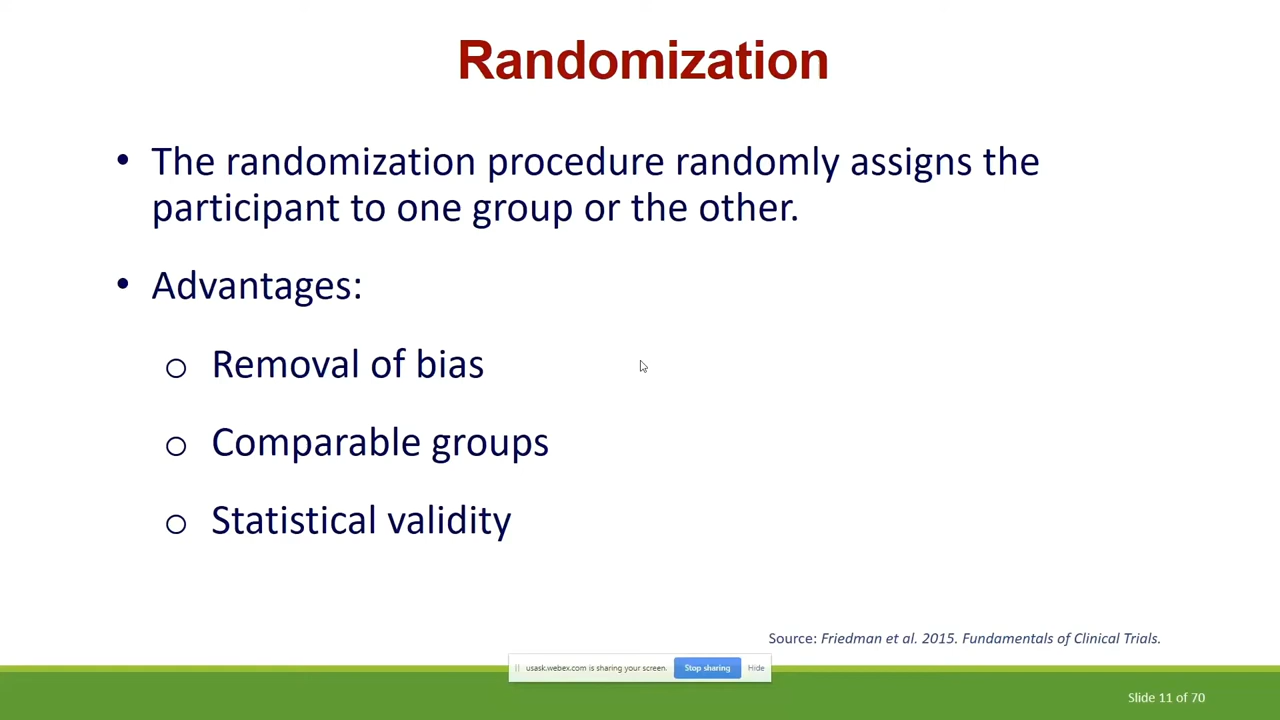 Randomization
• The randomization procedure randomly assigns the
participant to one group or the other.
• Advantages:
o Removal of bias
o Comparable groups
o Statistical validity
Source: Friedman et al. 2015. Fundamentals of Clinical Trials.
usask.webex.com is sharing your screen. Stop sharing Hide
Slide 11 of 70